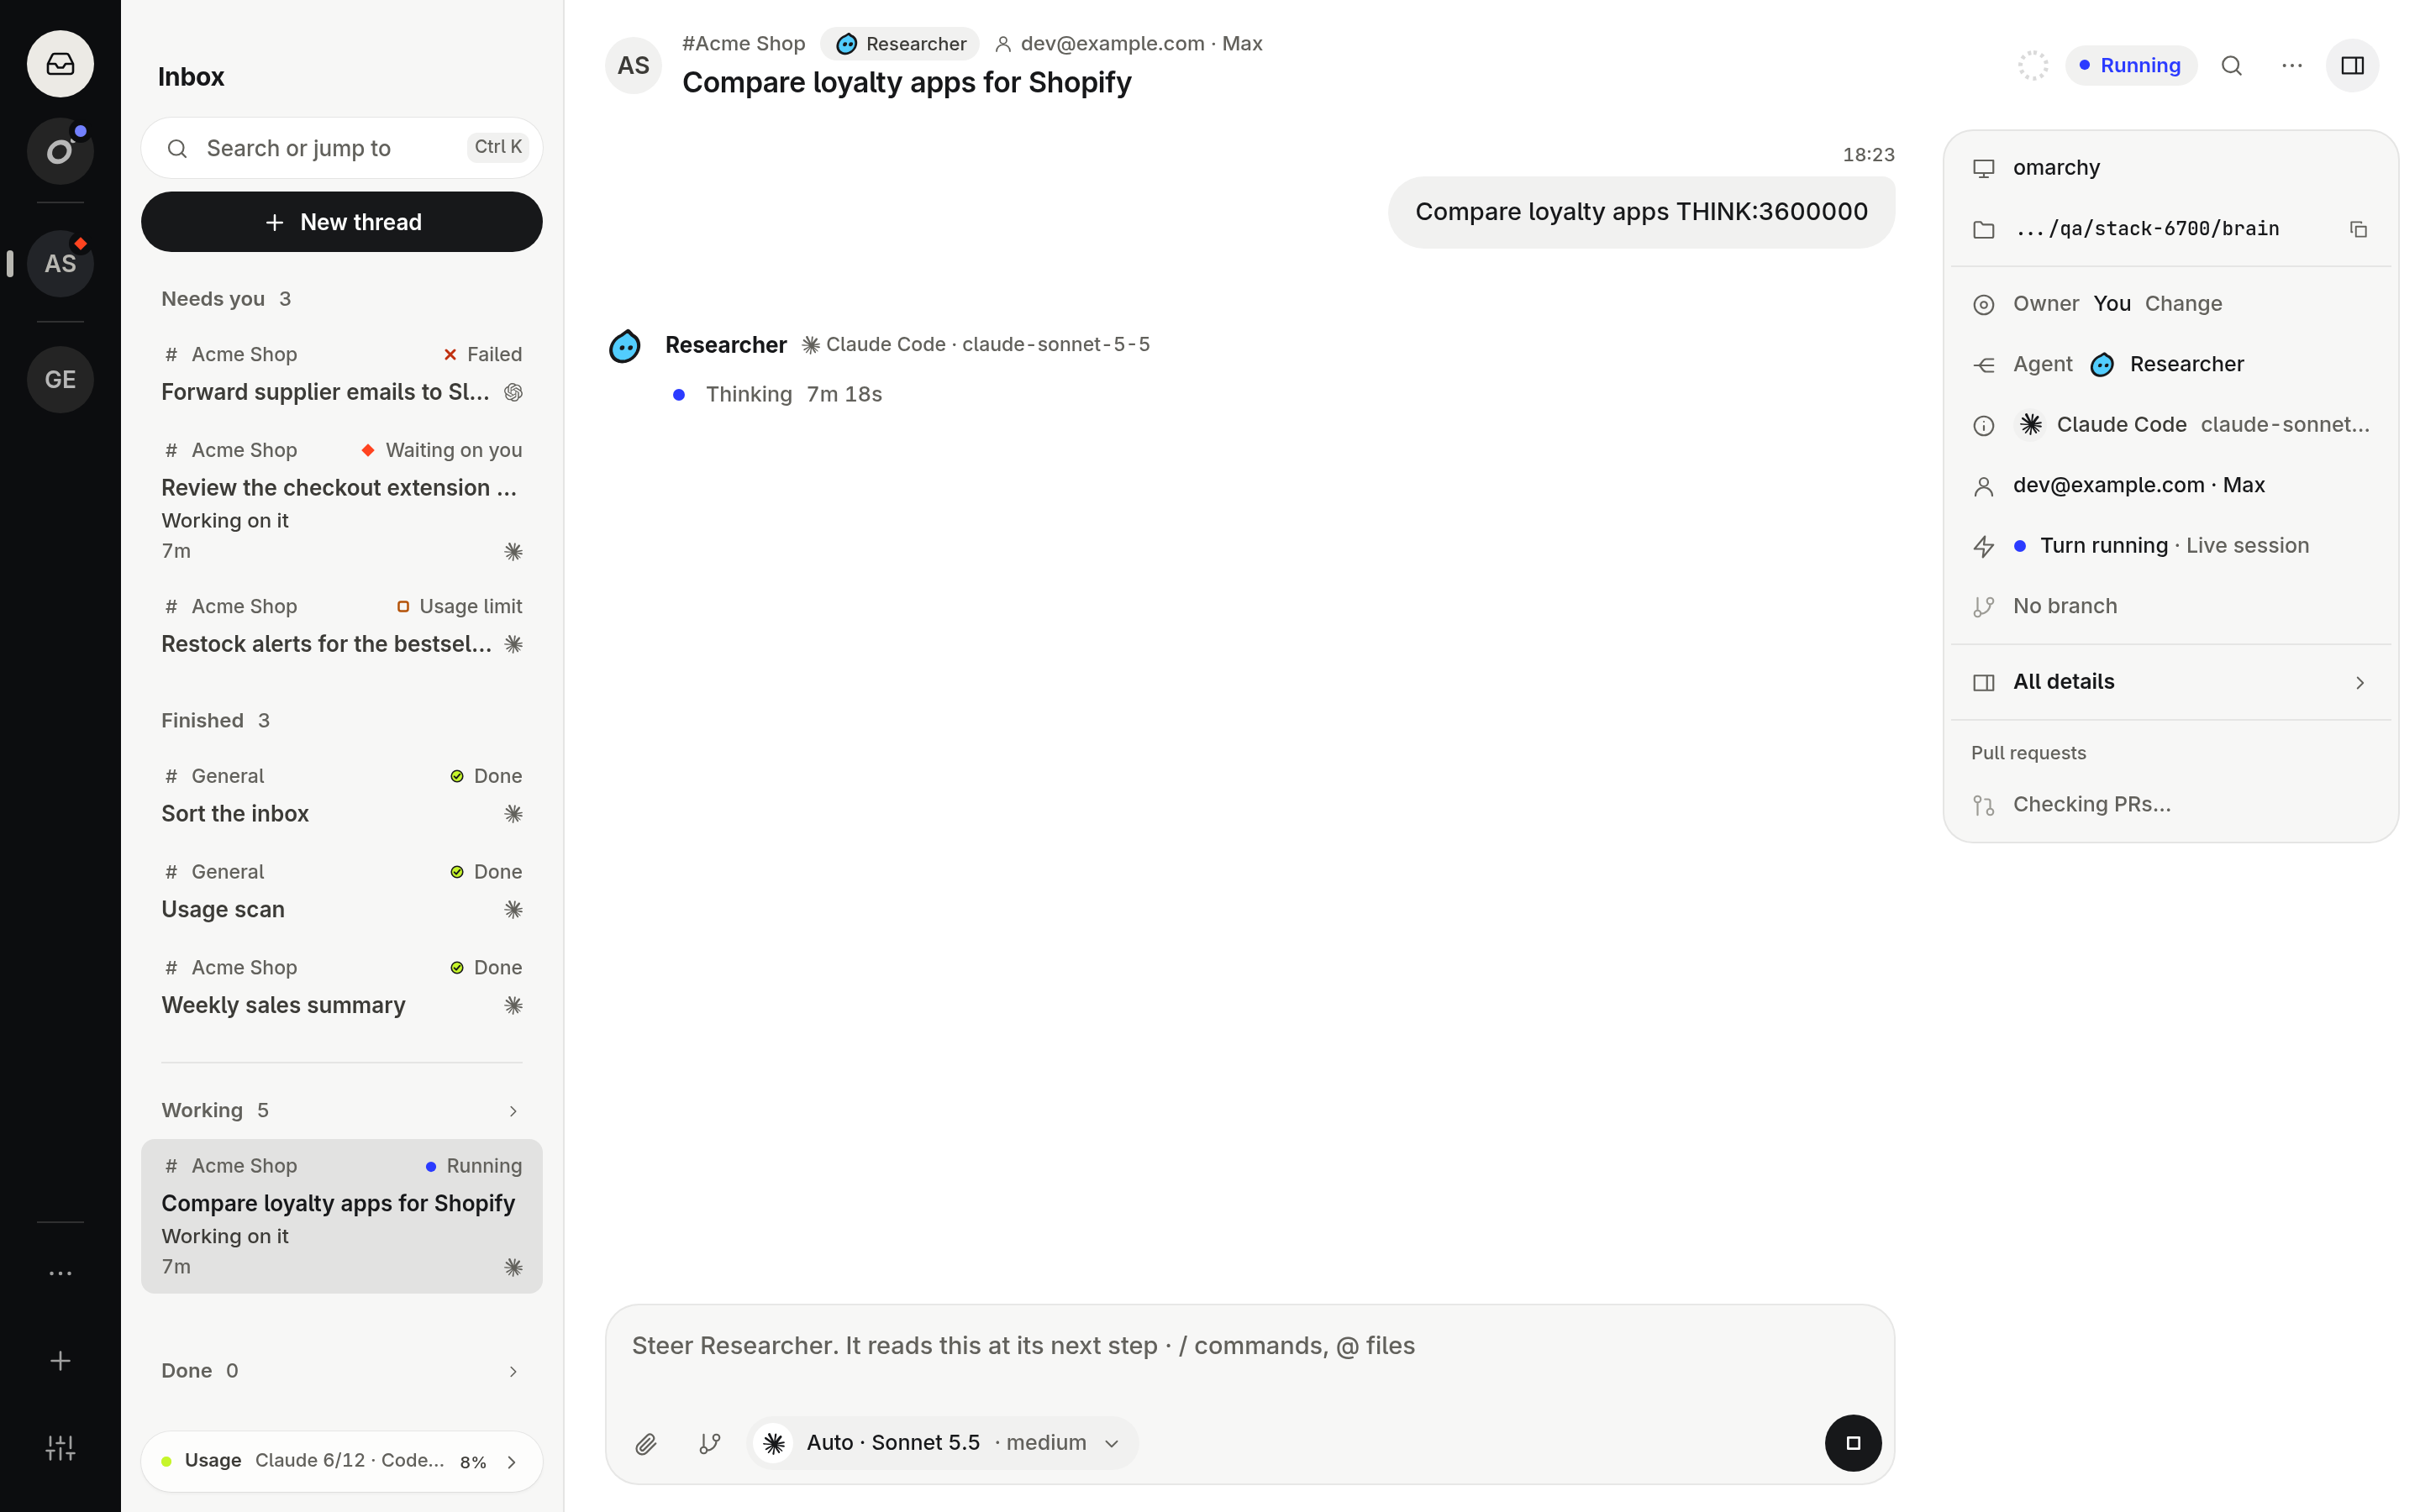 AS
GE
Inbox
Search or jump to Ctrl K
New thread
Needs you 3
# Acme Shop Failed
Forward supplier emails to Sl...
# Acme Shop Waiting on you
Review the checkout extension ...
Working on it
7m
# Acme Shop Usage limit
Restock alerts for the bestsel...
Finished 3
# General Done
Sort the inbox
# General Done
Usage scan
# Acme Shop Done
Weekly sales summary
Working 5
# Acme Shop Running
Compare loyalty apps for Shopify
Working on it
7m
Done 0
Usage Claude 6/12 · Code... 8%
AS
#Acme Shop Researcher dev@example.com · Max
Compare loyalty apps for Shopify
Running
18:23
Compare loyalty apps THINK:3600000
Researcher Claude Code · claude-sonnet-5-5
Thinking 7m 18s
Steer Researcher. It reads this at its next step · / commands, @ files
Auto · Sonnet 5.5 · medium
omarchy
.../qa/stack-6700/brain
Owner You Change
Agent Researcher
Claude Code claude-sonnet...
dev@example.com · Max
Turn running · Live session
No branch
All details
Pull requests
Checking PRs...